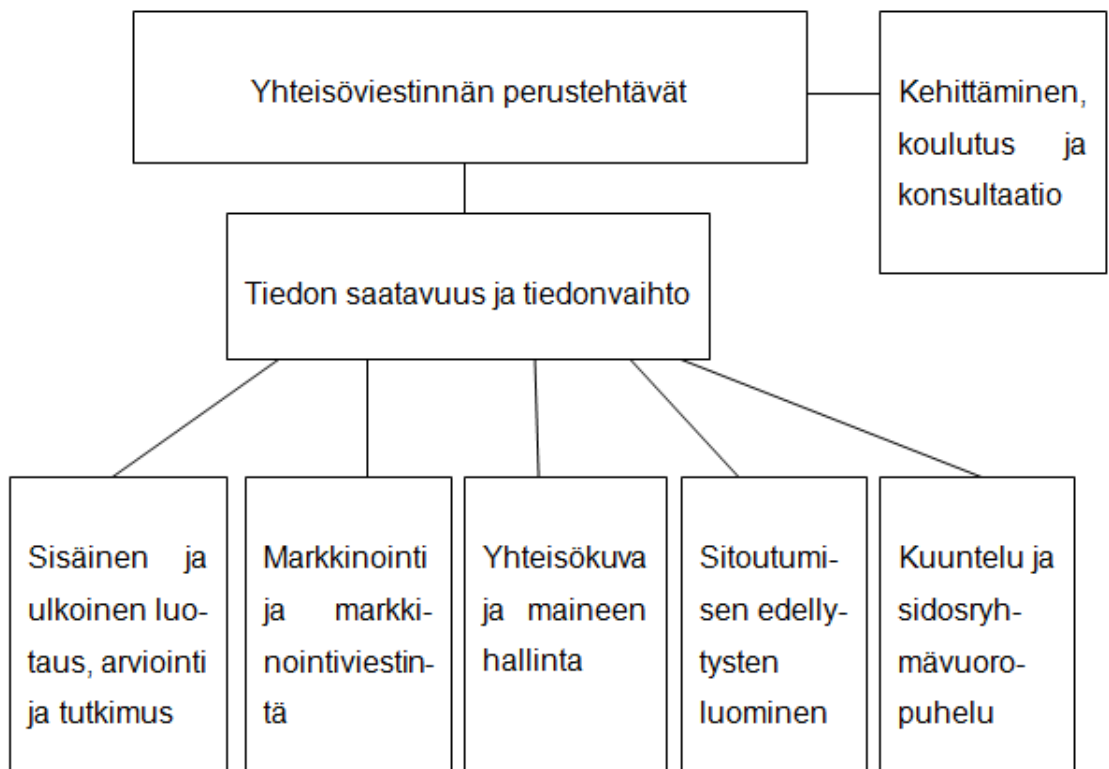 Yhteisöviestinnän perustehtävät
Kehittäminen,
koulutus ja
konsultaatio
Tiedon saatavuus ja tiedonvaihto
Sisäinen ja
ulkoinen luo-
taus, arviointi
ja tutkimus
Markkinointi
ja markki-
nointiviestin-
tä
Yhteisökuva
ja maineen
hallinta
Sitoutumi-
sen edelly-
tysten
luominen
Kuuntelu ja
sidosryh-
mävuoro-
puhelu